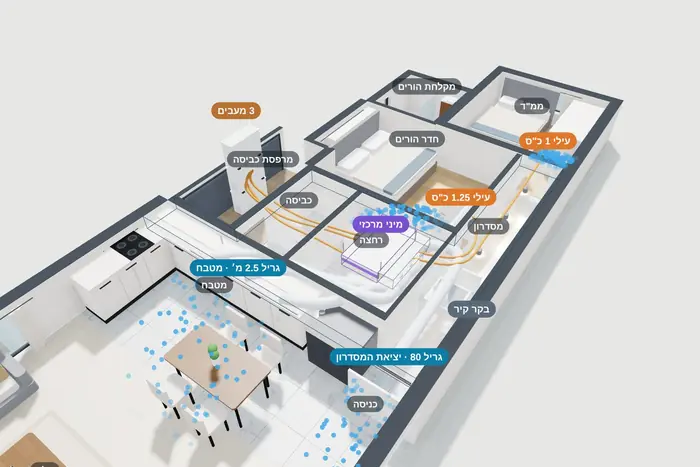 מקלחת הורים
ממ"ד
3 מעבים
עילי 1 כ"ס
חדר הורים
מרפסת כביסה
כביסה
עילי 1.25 כ"ס
מיני מרכזי
מסדרון
רחצה
גריל 2.5 מ' · מטבח
מטבח
בקר קיר
גריל 80 · יציאת המסדרון
כניסה